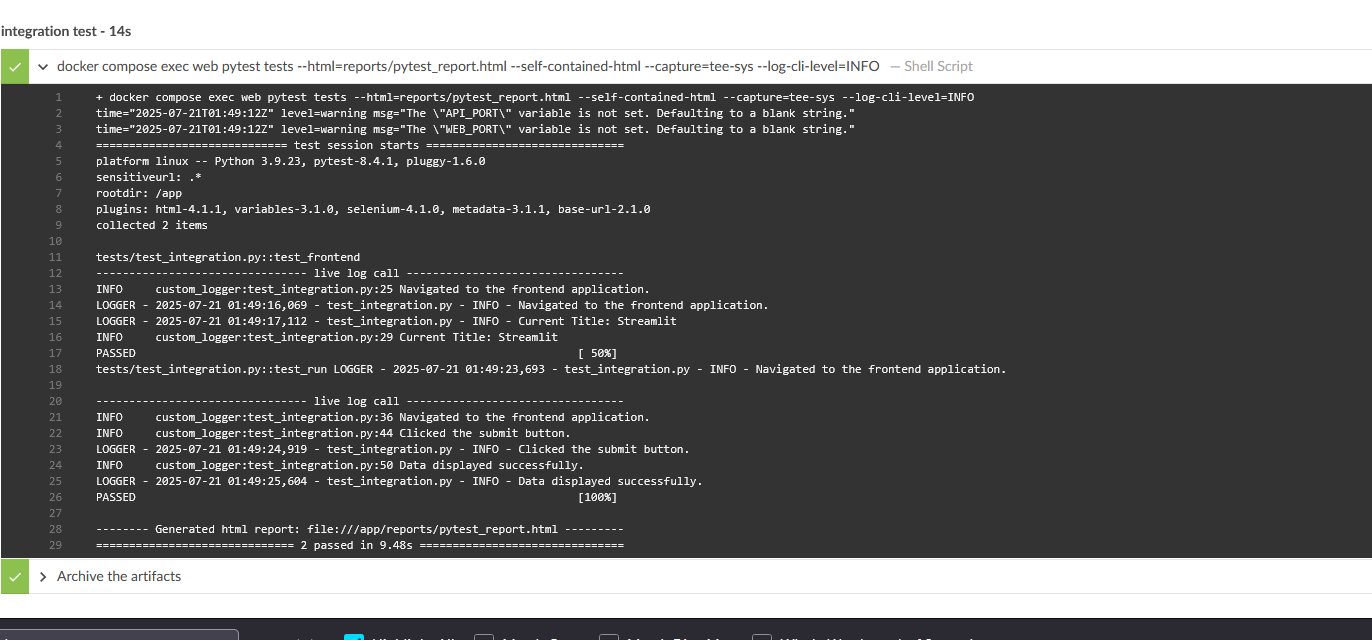 integration test - 14s
docker compose exec web pytest tests --html=reports/pytest_report.html --self-contained-html --capture=tee-sys --log-cli-level=INFO — Shell Script
1 + docker compose exec web pytest tests --html=reports/pytest_report.html --self-contained-html --capture=tee-sys --log-cli-level=INFO
2 time="2025-07-21T01:49:12Z" level=warning msg="The \"API_PORT\" variable is not set. Defaulting to a blank string."
3 time="2025-07-21T01:49:12Z" level=warning msg="The \"WEB_PORT\" variable is not set. Defaulting to a blank string."
4 ============================= test session starts ==============================
5 platform linux -- Python 3.9.23, pytest-8.4.1, pluggy-1.6.0
6 sensitiveurl: .*
7 rootdir: /app
8 plugins: html-4.1.1, variables-3.1.0, selenium-4.1.0, metadata-3.1.1, base-url-2.1.0
9 collected 2 items
10
11 tests/test_integration.py::test_frontend
12 -------------------------------- live log call ---------------------------------
13 INFO     custom_logger:test_integration.py:25 Navigated to the frontend application.
14 LOGGER - 2025-07-21 01:49:16,069 - test_integration.py - INFO - Navigated to the frontend application.
15 LOGGER - 2025-07-21 01:49:17,112 - test_integration.py - INFO - Current Title: Streamlit
16 INFO     custom_logger:test_integration.py:29 Current Title: Streamlit
17 PASSED                                                                   [ 50%]
18 tests/test_integration.py::test_run LOGGER - 2025-07-21 01:49:23,693 - test_integration.py - INFO - Navigated to the frontend application.
19
20 -------------------------------- live log call ---------------------------------
21 INFO     custom_logger:test_integration.py:36 Navigated to the frontend application.
22 INFO     custom_logger:test_integration.py:44 Clicked the submit button.
23 LOGGER - 2025-07-21 01:49:24,919 - test_integration.py - INFO - Clicked the submit button.
24 INFO     custom_logger:test_integration.py:50 Data displayed successfully.
25 LOGGER - 2025-07-21 01:49:25,604 - test_integration.py - INFO - Data displayed successfully.
26 PASSED                                                                   [100%]
27
28 -------- Generated html report: file:///app/reports/pytest_report.html ---------
29 ============================== 2 passed in 9.48s ===============================
Archive the artifacts